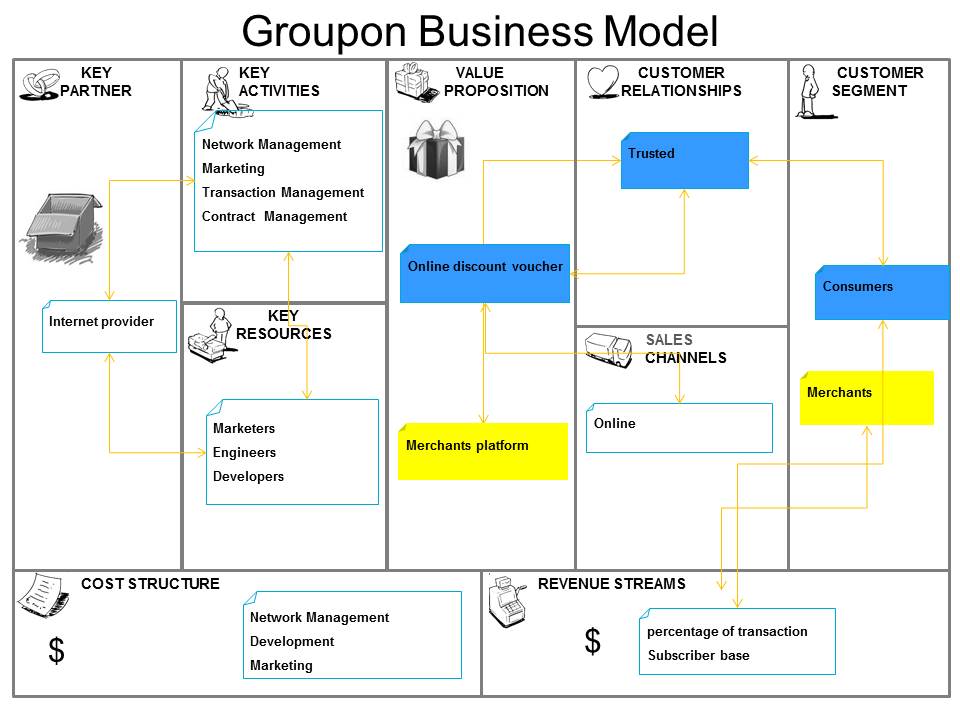 Groupon Business Model
KEY
PARTNER
KEY
ACTIVITIES
VALUE
PROPOSITION
CUSTOMER
RELATIONSHIPS
CUSTOMER
SEGMENT
Network Management
Marketing
Transaction Management
Contract Management
Trusted
Online discount voucher
Consumers
Internet provider
KEY
RESOURCES
SALES
CHANNELS
Marketers
Engineers
Developers
Merchants platform
Online
Merchants
COST STRUCTURE
$
Network Management
Development
Marketing
REVENUE STREAMS
$
percentage of transaction
Subscriber base